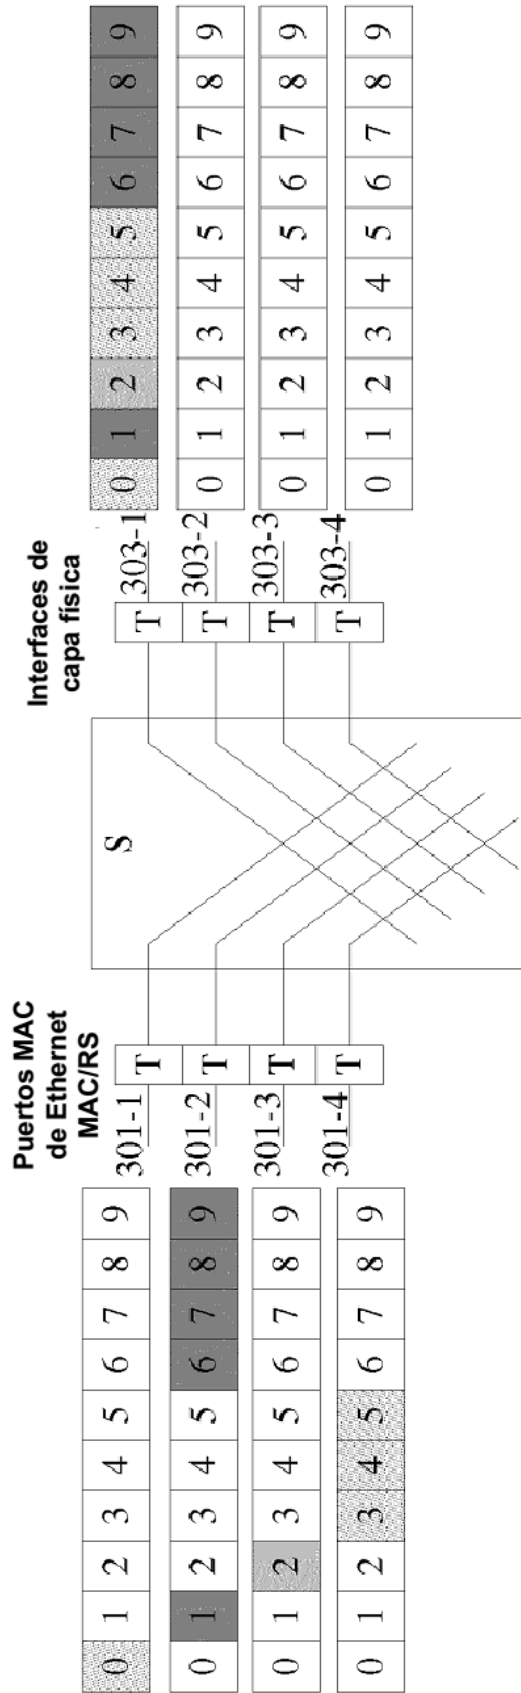 Puertos MAC
de Ethernet
MAC/RS
Interfaces de
capa física
0 1 2 3 4 5 6 7 8 9
301-1
T
S
T
303-1
0 1 2 3 4 5 6 7 8 9
0 1 2 3 4 5 6 7 8 9
301-2
T
T
303-2
0 1 2 3 4 5 6 7 8 9
0 1 2 3 4 5 6 7 8 9
301-3
T
T
303-3
0 1 2 3 4 5 6 7 8 9
0 1 2 3 4 5 6 7 8 9
301-4
T
T
303-4
0 1 2 3 4 5 6 7 8 9